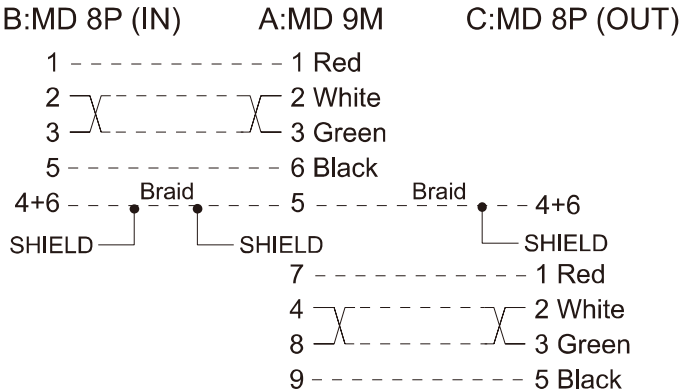 B:MD 8P (IN) A:MD 9M C:MD 8P (OUT)
1 1 Red
2 2 White
3 3 Green
5 6 Black
4+6 Braid 5 Braid 4+6
SHIELD SHIELD SHIELD
7 1 Red
4 2 White
8 3 Green
9 5 Black